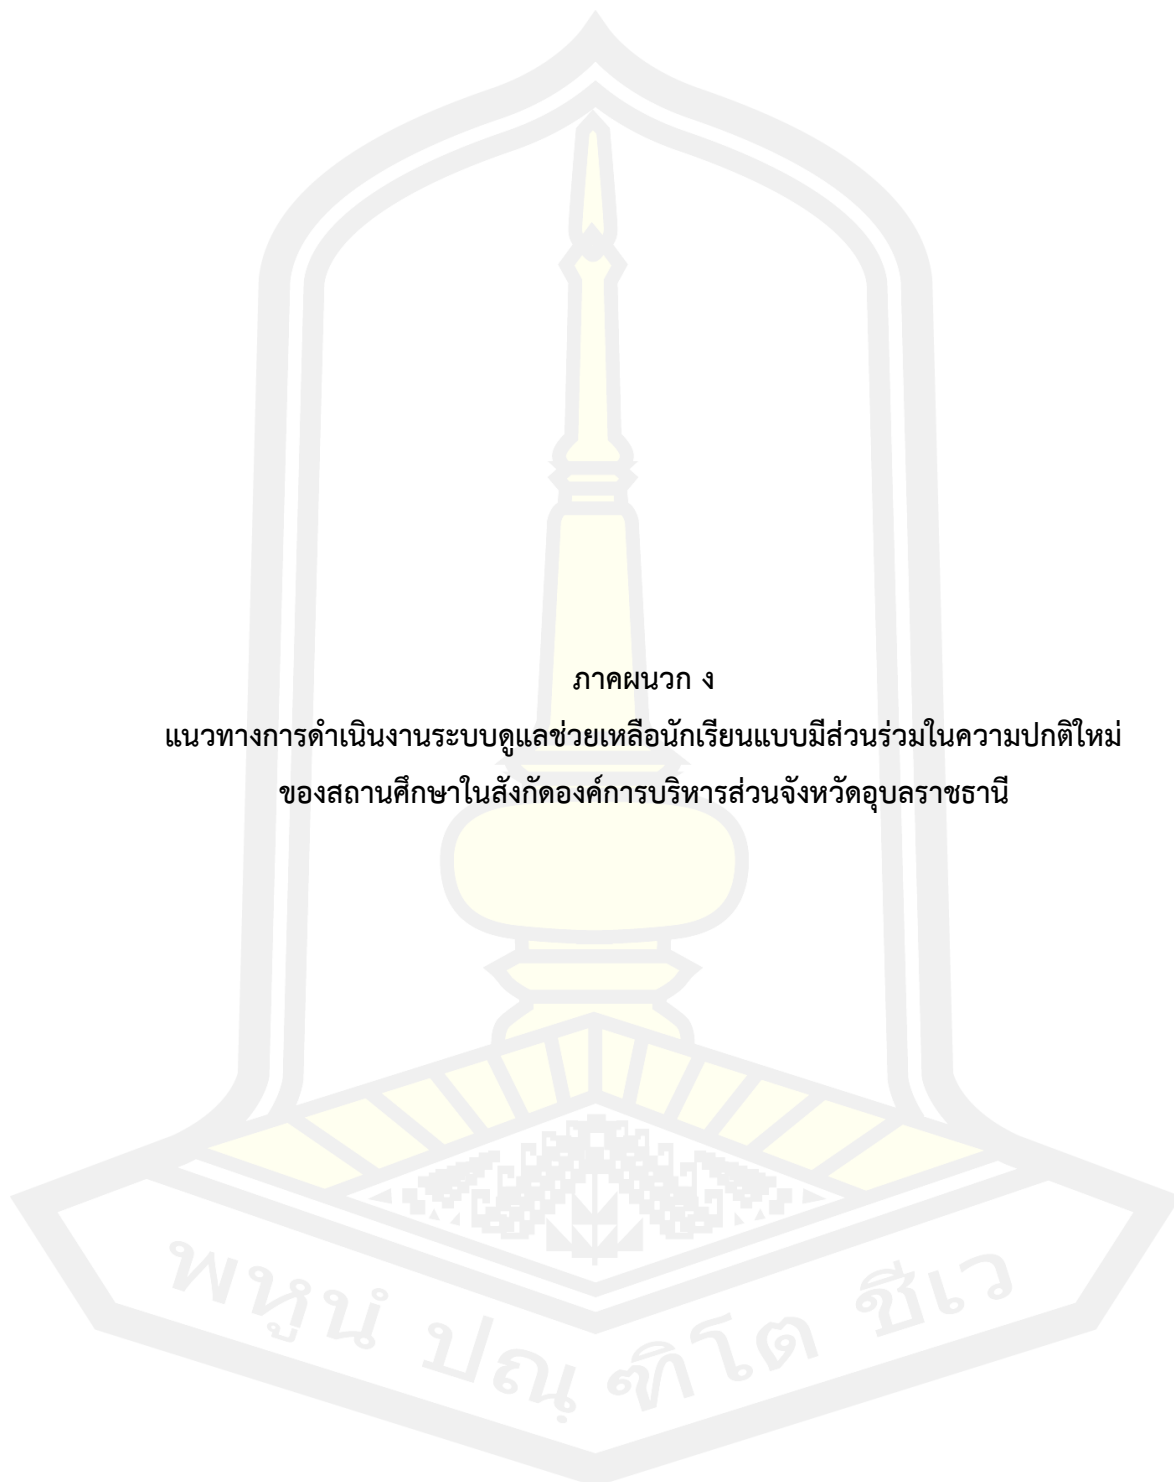 ภาคผนวก ง
แนวทางการดำเนินงานระบบดูแลช่วยเหลือนักเรียนแบบมีส่วนร่วมในความปกติใหม่
ของสถานศึกษาในสังกัดองค์การบริหารส่วนจังหวัดอุบลราชธานี
พหูนํ ปณฺฑิโต ชีเว